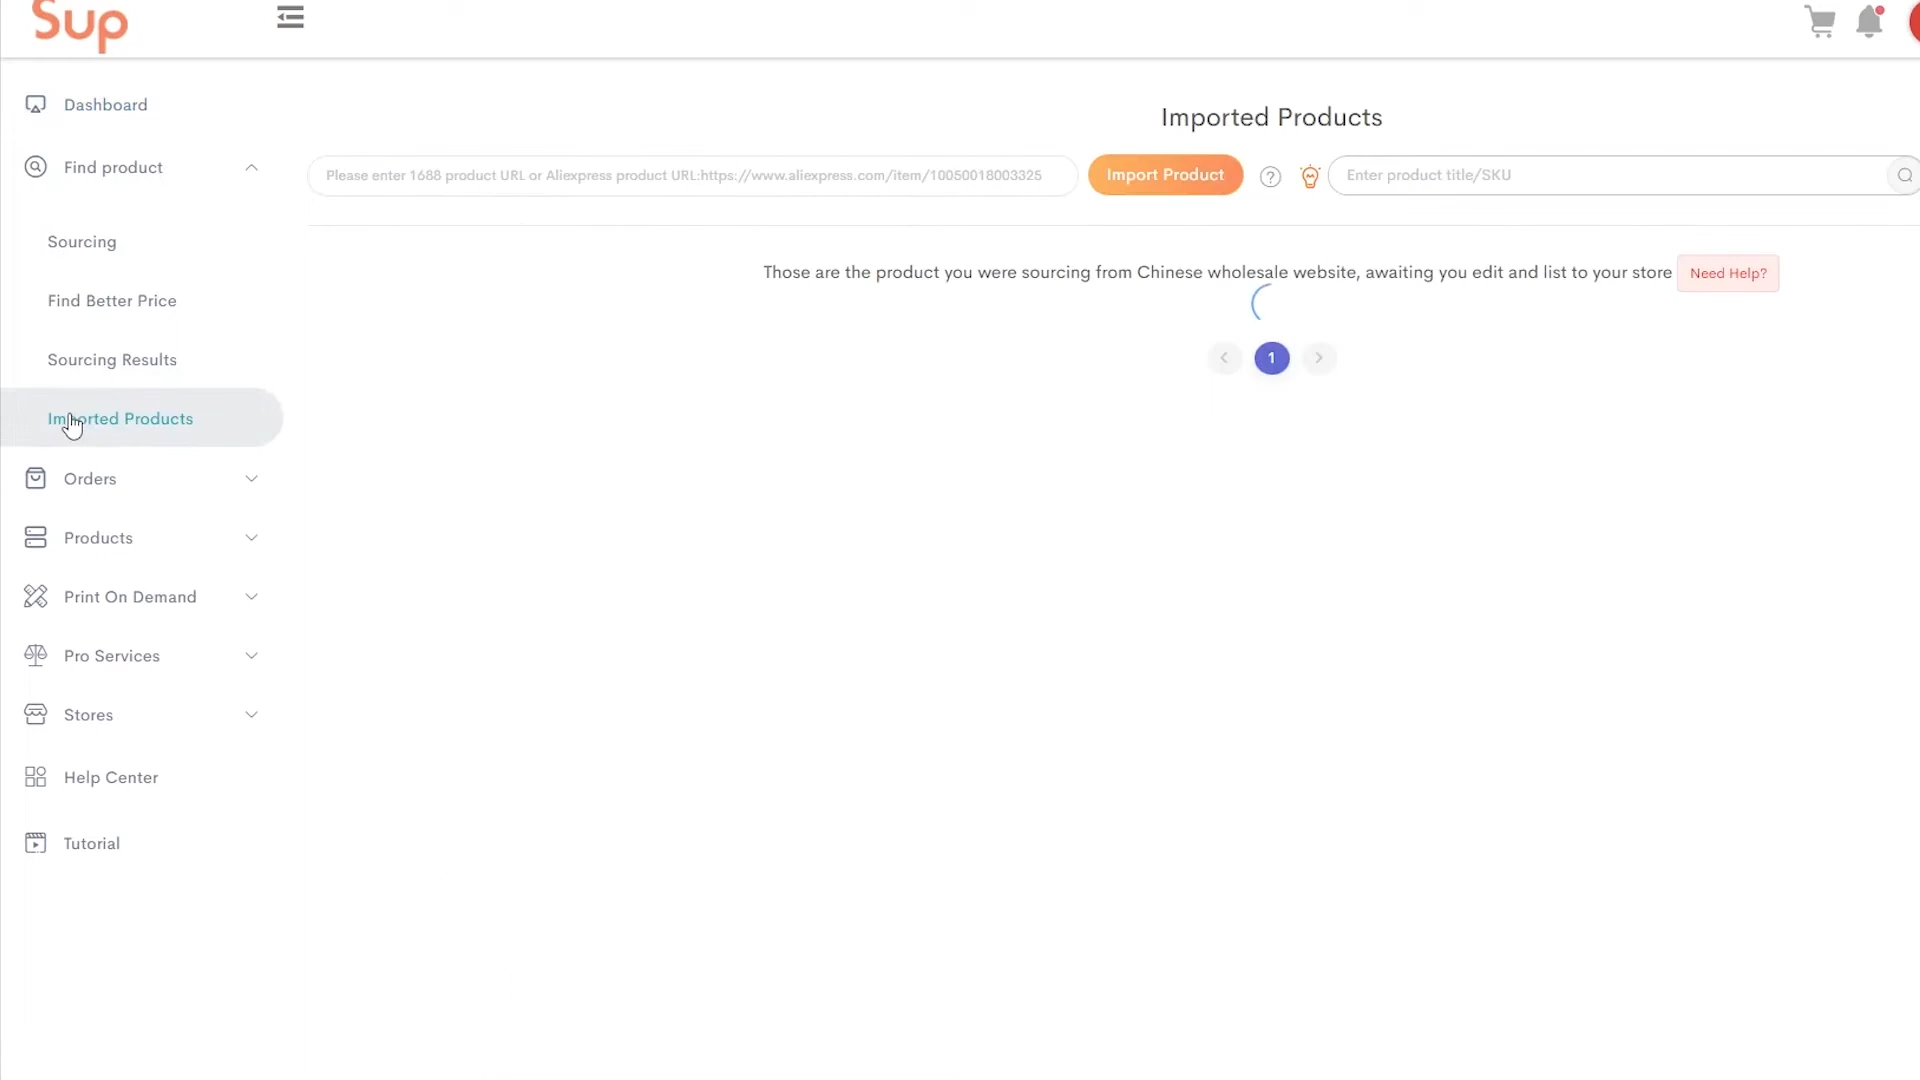 Sup
Dashboard
Find product
Sourcing
Find Better Price
Sourcing Results
Imported Products
Orders
Products
Print On Demand
Pro Services
Stores
Help Center
Tutorial
Imported Products
Please enter 1688 product URL or Aliexpress product URL:https://www.aliexpress.com/item/10050018003325
Import Product
Enter product title/SKU
Those are the product you were sourcing from Chinese wholesale website, awaiting you edit and list to your store
Need Help?
1